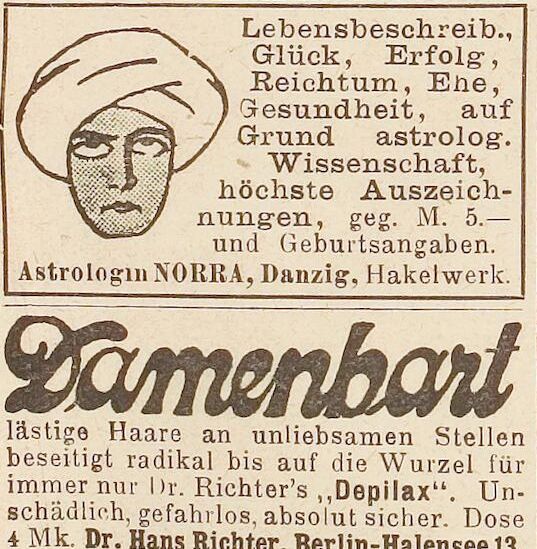 Lebensbeschreib.,
Glück, Erfolg,
Reichtum, Ehe,
Gesundheit, auf
Grund astrolog.
Wissenschaft,
höchste Auszeich-
nungen, geg. M. 5.—
und Geburtsangaben.
Astrologin NORRA, Danzig, Hakelwerk.
Damenbart
lästige Haare an unliebsamen Stellen
beseitigt radikal bis auf die Wurzel für
immer nur Dr. Richter's „Depilax“. Un-
schädlich, gefahrlos, absolut sicher. Dose
4 Mk. Dr. Hans Richter, Berlin-Halensee 13.